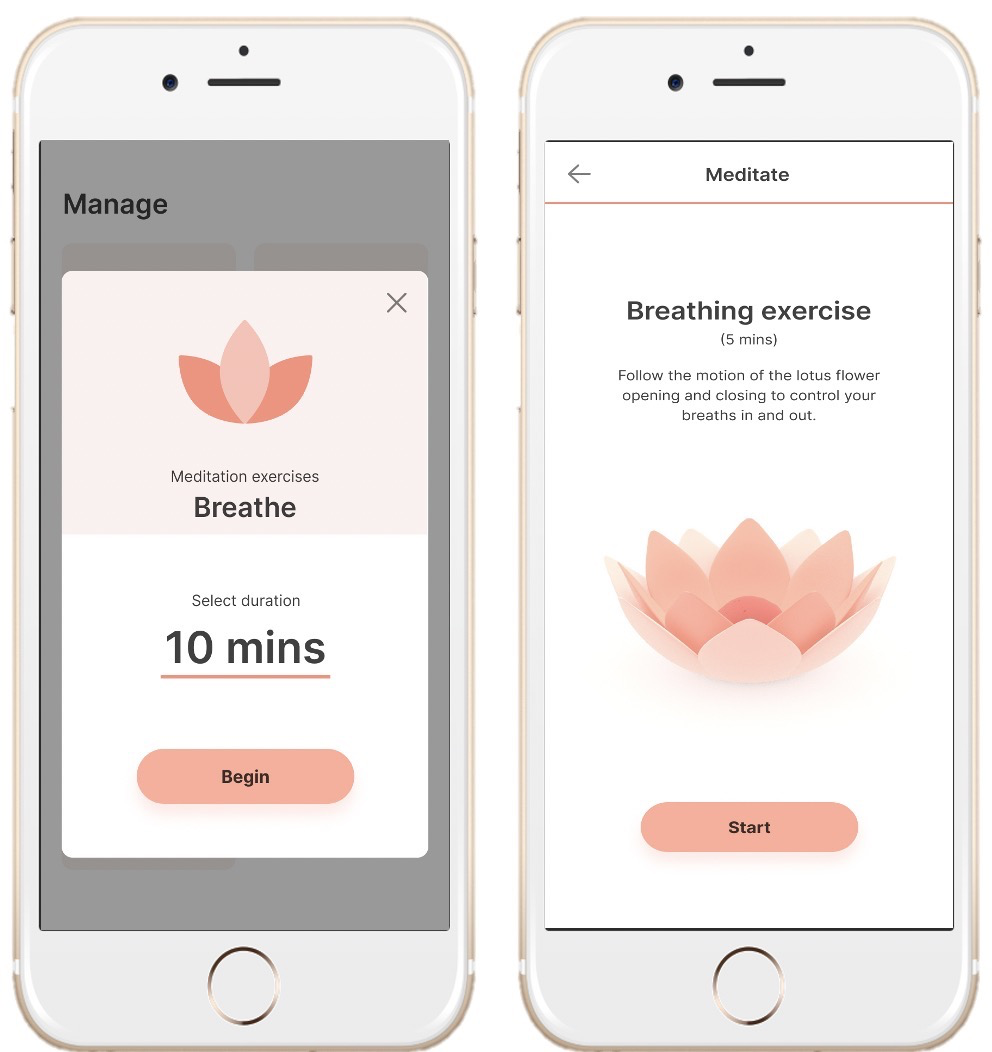 Manage
Meditation exercises
Breathe
Select duration
10 mins
Begin
Meditate
Breathing exercise
(5 mins)
Follow the motion of the lotus flower
opening and closing to control your
breaths in and out.
Start